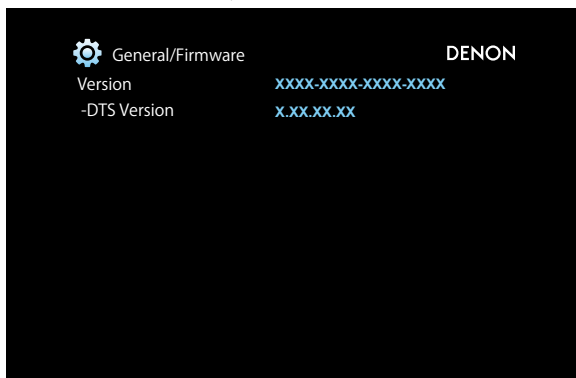 General/Firmware DENON
Version XXXX-XXXX-XXXX-XXXX
-DTS Version X.XX.XX.XX